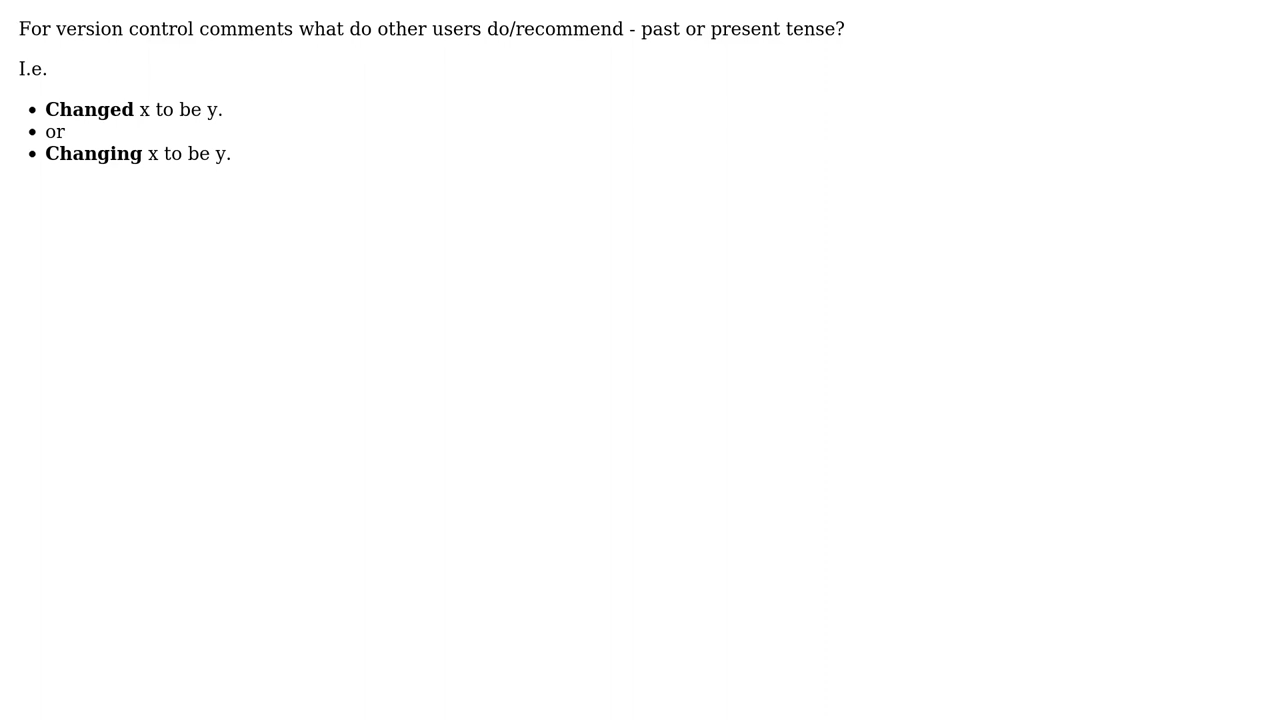 For version control comments what do other users do/recommend - past or present tense?
I.e.
• Changed x to be y.
• or
• Changing x to be y.